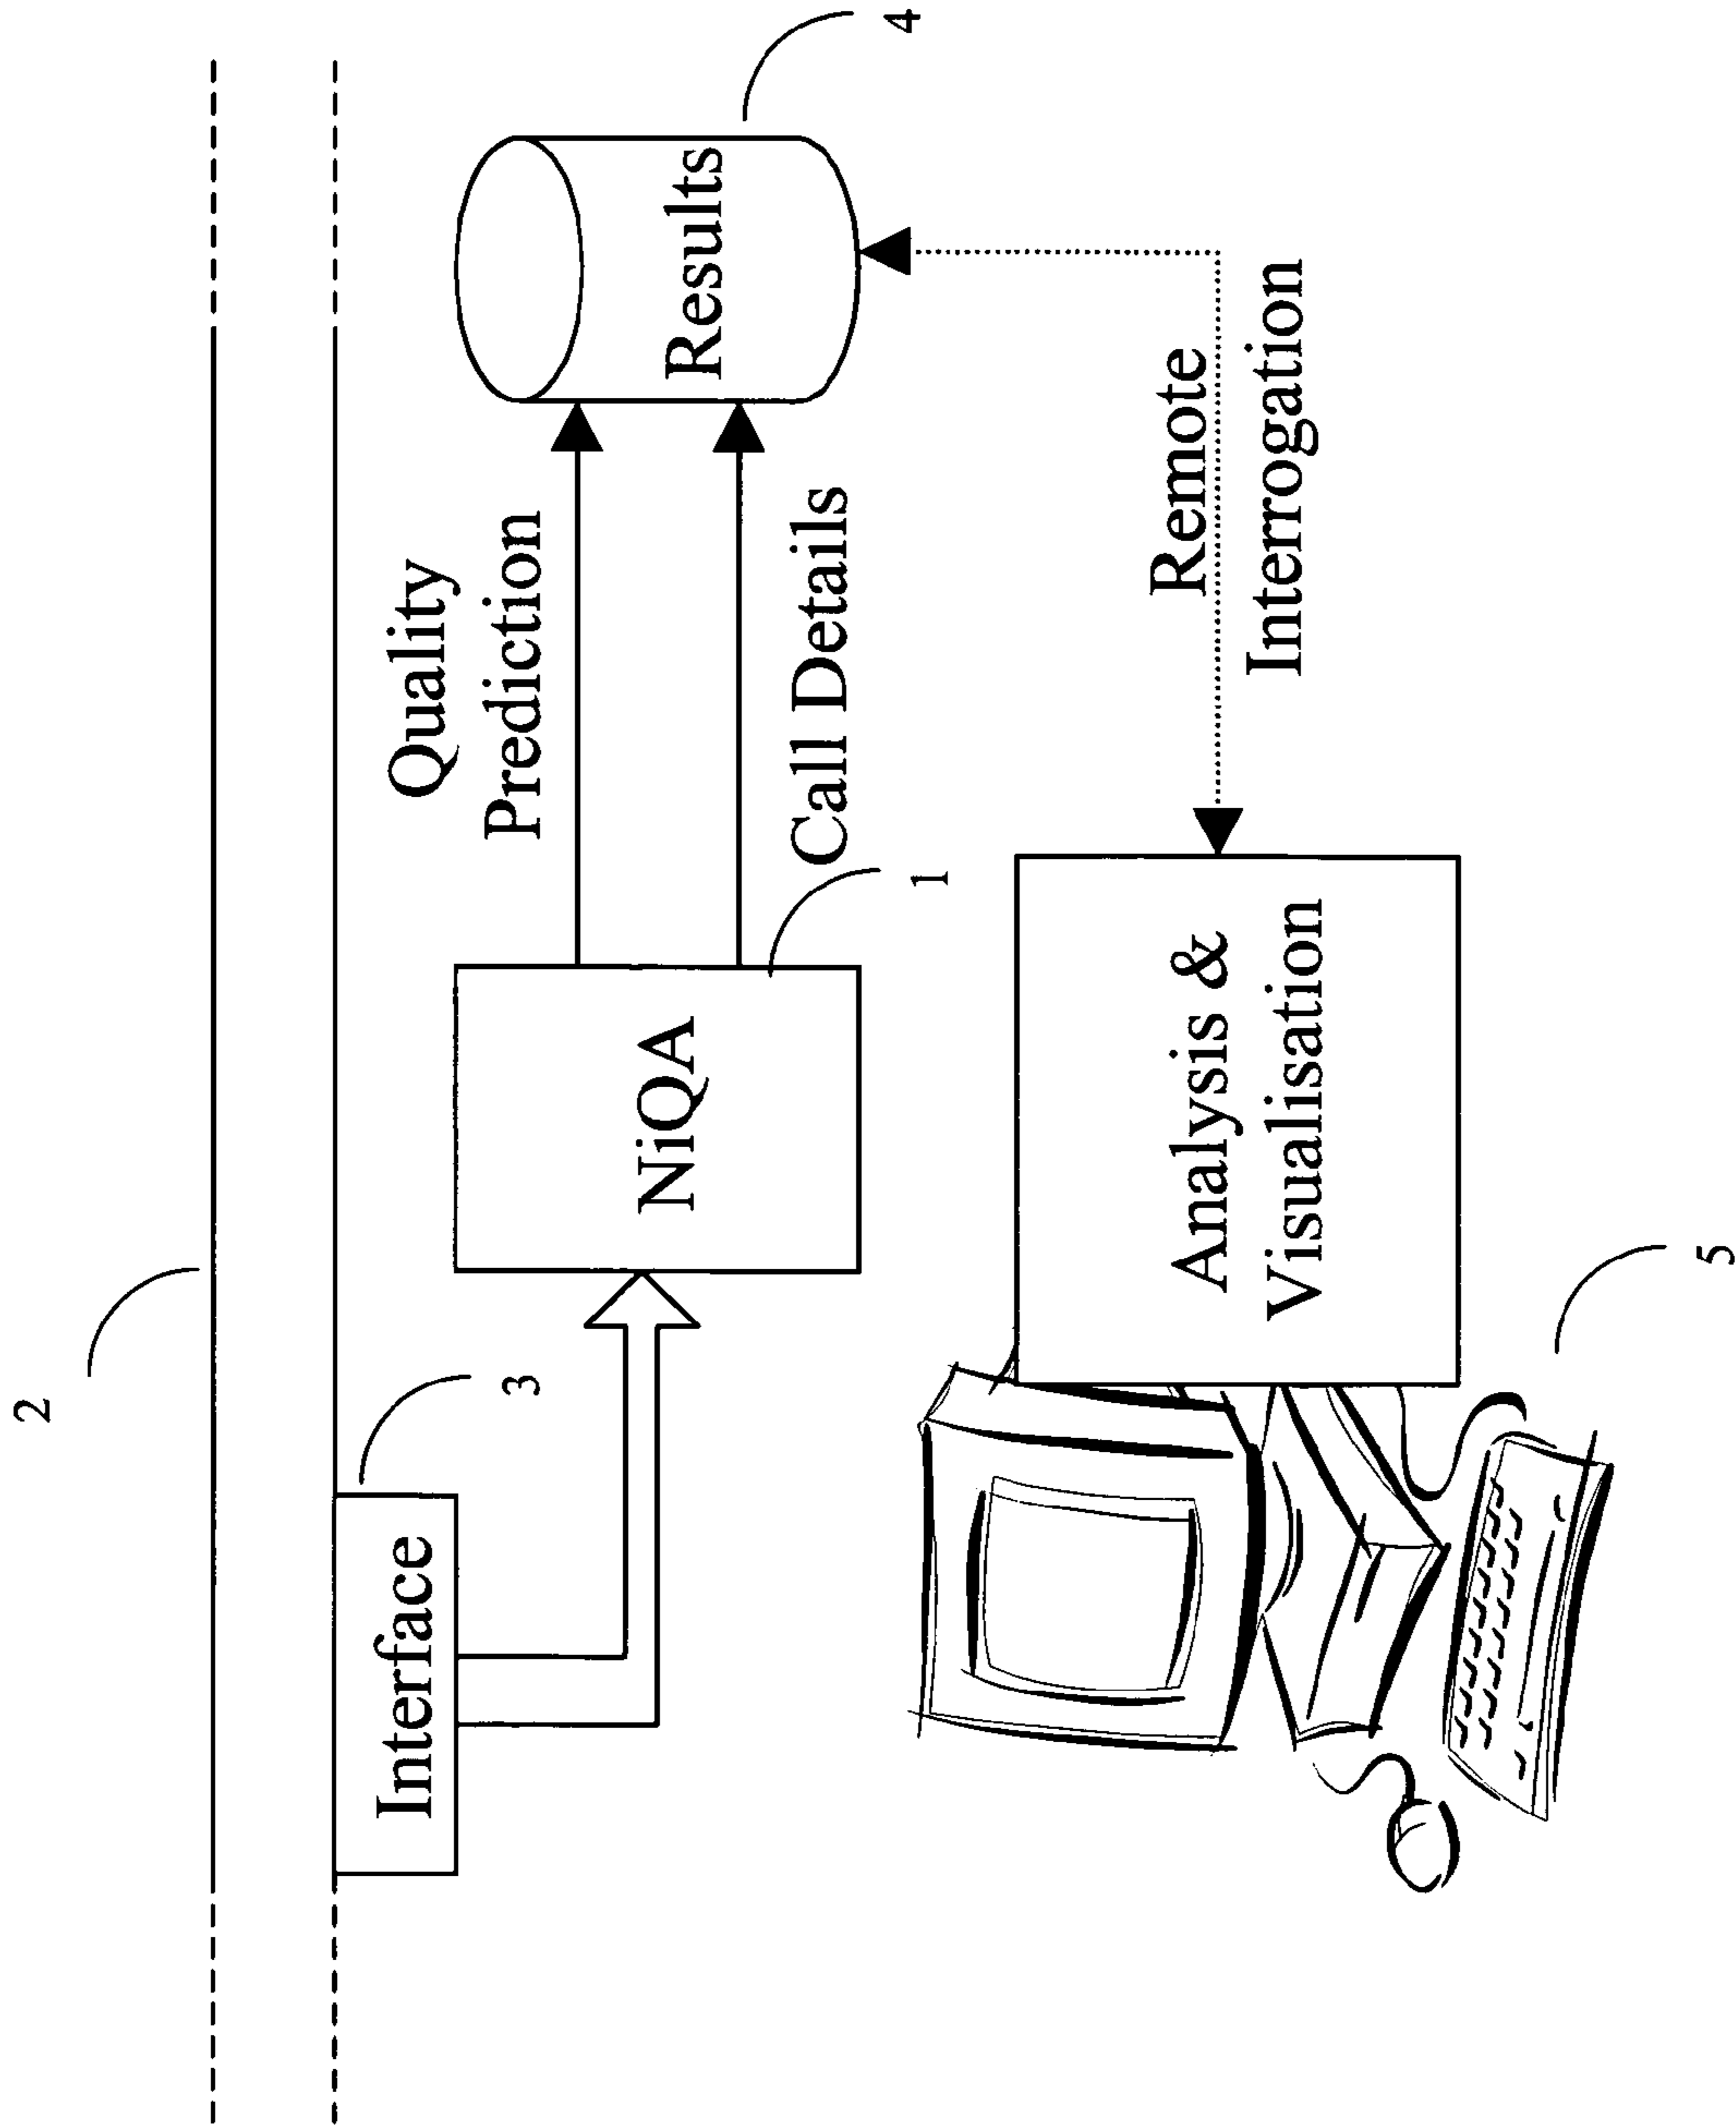 2
Interface
3
NiQA
1
Quality
Prediction
Call Details
Results
4
Remote
Interrogation
Analysis &
Visualisation
5